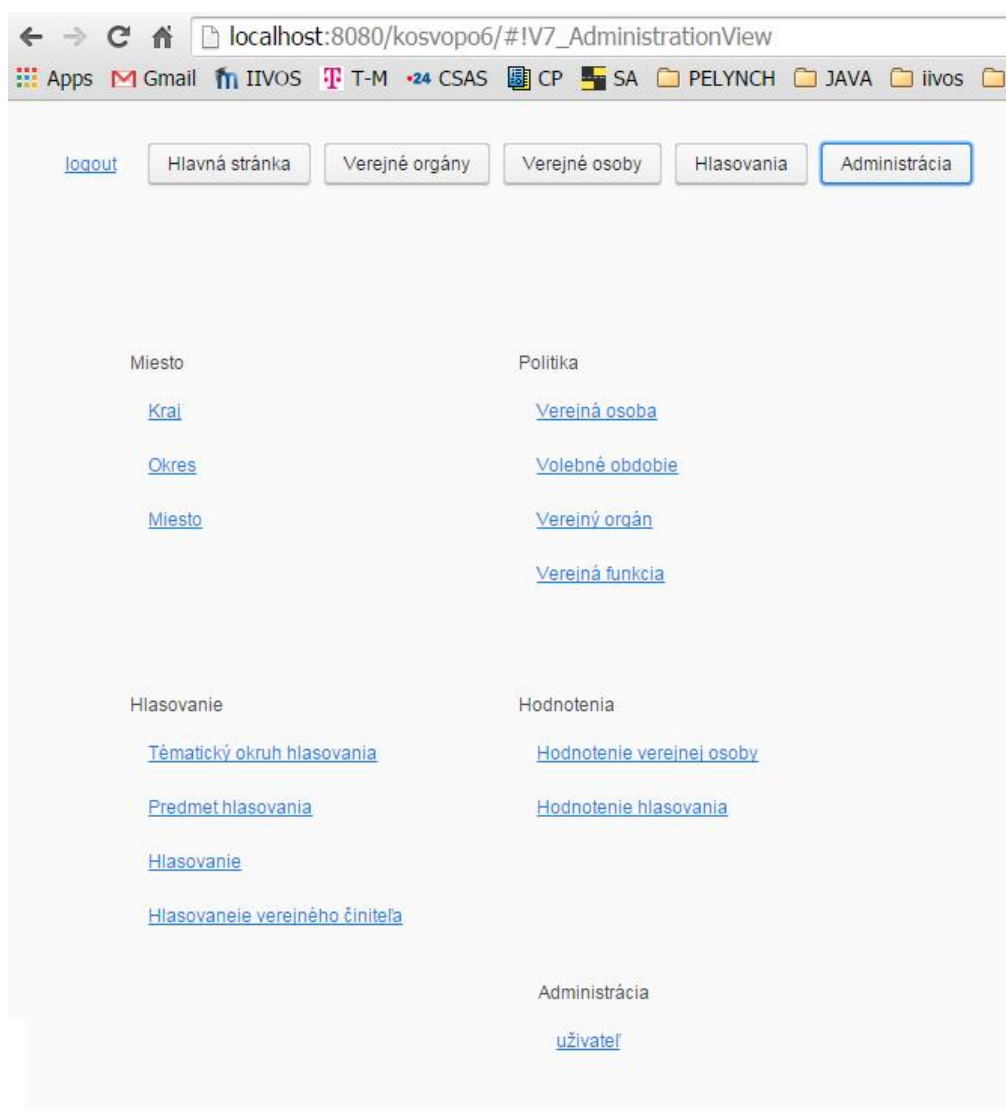 localhost:8080/kosvopo6/#!V7_AdministrationView
Apps Gmail IIVOS T-M CSAS CP SA PELYNCH JAVA iivos
logout Hlavná stránka Verejné orgány Verejné osoby Hlasovania Administrácia
Miesto
Kraj
Okres
Miesto
Politika
Verejná osoba
Volebné obdobie
Verejný orgán
Verejná funkcia
Hlasovanie
Tématický okruh hlasovania
Predmet hlasovania
Hlasovanie
Hlasovaneie verejného činiteľa
Hodnotenia
Hodnotenie verejnej osoby
Hodnotenie hlasovania
Administrácia
uživateľ